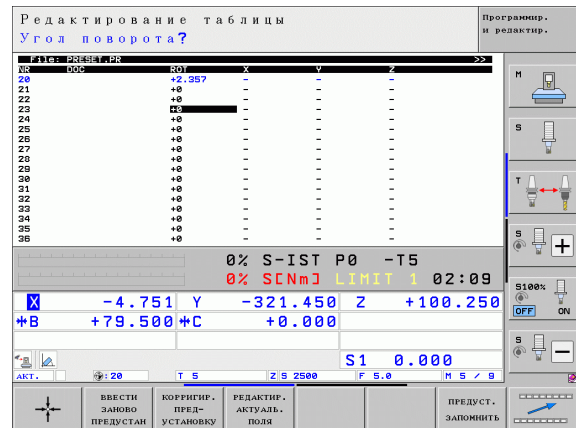 Редактирование таблицы
Программир. и редактир.
Угол поворота?
File: PRESET.PR >>
NR DOC ROT X Y Z
20 +2.357 - - -
21 +0 - - -
22 +0 - - -
23 +0 - - -
24 +0 - - -
25 +0 - - -
26 +0 - - -
27 +0 - - -
28 +0 - - -
29 +0 - - -
30 +0 - - -
31 +0 - - -
32 +0 - - -
33 +0 - - -
34 +0 - - -
35 +0 - - -
36 +0 - - -
0% S-IST P0 -T5
0% S[Nm] LIMIT 1 02:09
X -4.751 Y -321.450 Z +100.250
B +79.500 C +0.000
S1 0.000
АКТ. : 20 T 5 Z S 2500 F 5.0 M 5 / 9
ВВЕСТИ ЗАНОВО ПРЕДУСТАН
КОРРИГИР. ПРЕД- УСТАНОВКУ
РЕДАКТИР. АКТУАЛЬ. ПОЛЯ
ПРЕДУСТ. ЗАПОМНИТЬ
M
S
T
S +
S100% OFF ON
S -